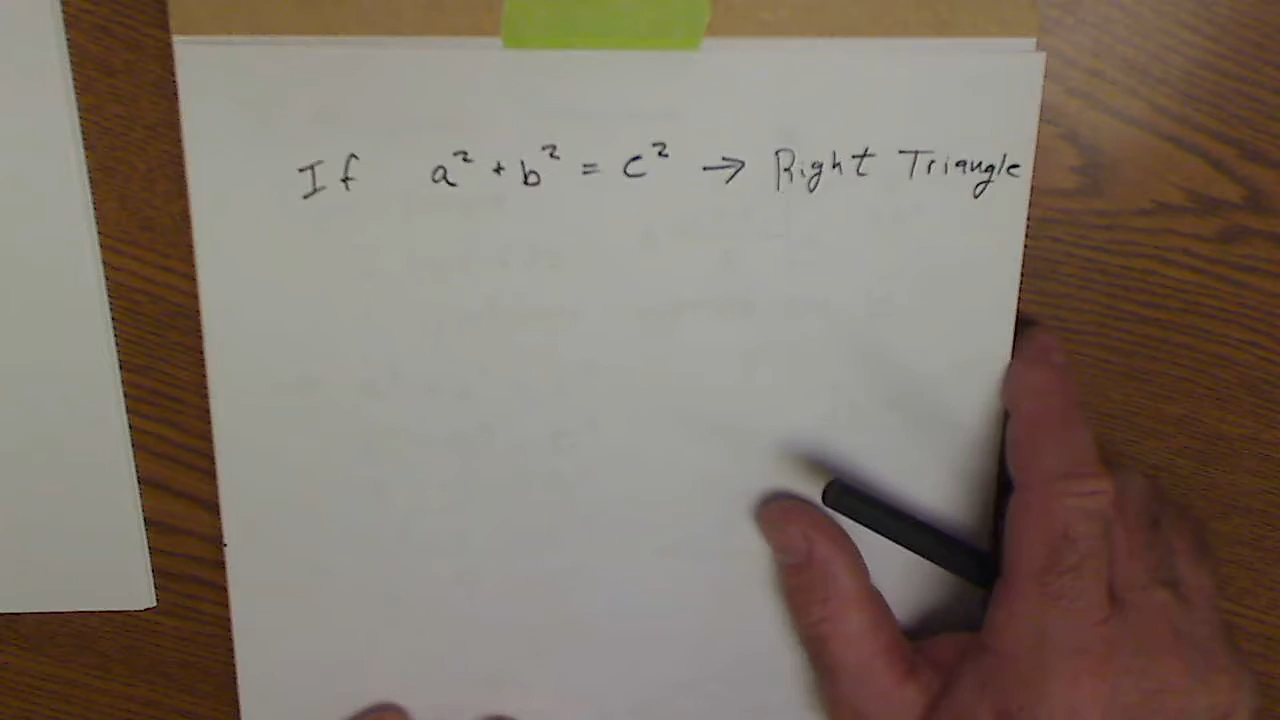 If a² + b² = c² → Right Triangle